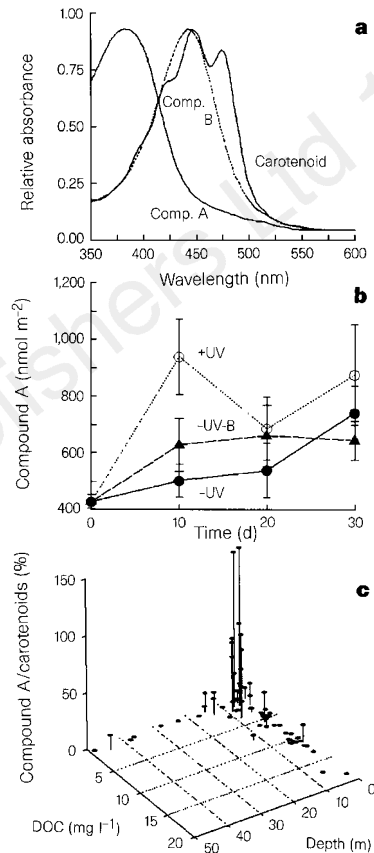 a
1.00
0.75
0.50
0.25
0.00
Relative absorbance
Comp.
B
Carotenoid
Comp. A
350 400 450 500 550 600
Wavelength (nm)
b
1,200
1,000
800
600
400
Compound A (nmol m⁻²)
+UV
–UV-B
–UV
0 10 20 30
Time (d)
c
150
100
50
0
Compound A/carotenoids (%)
5
10
15
20
DOC (mg l⁻¹)
50 40 30 20 10 0
Depth (m)